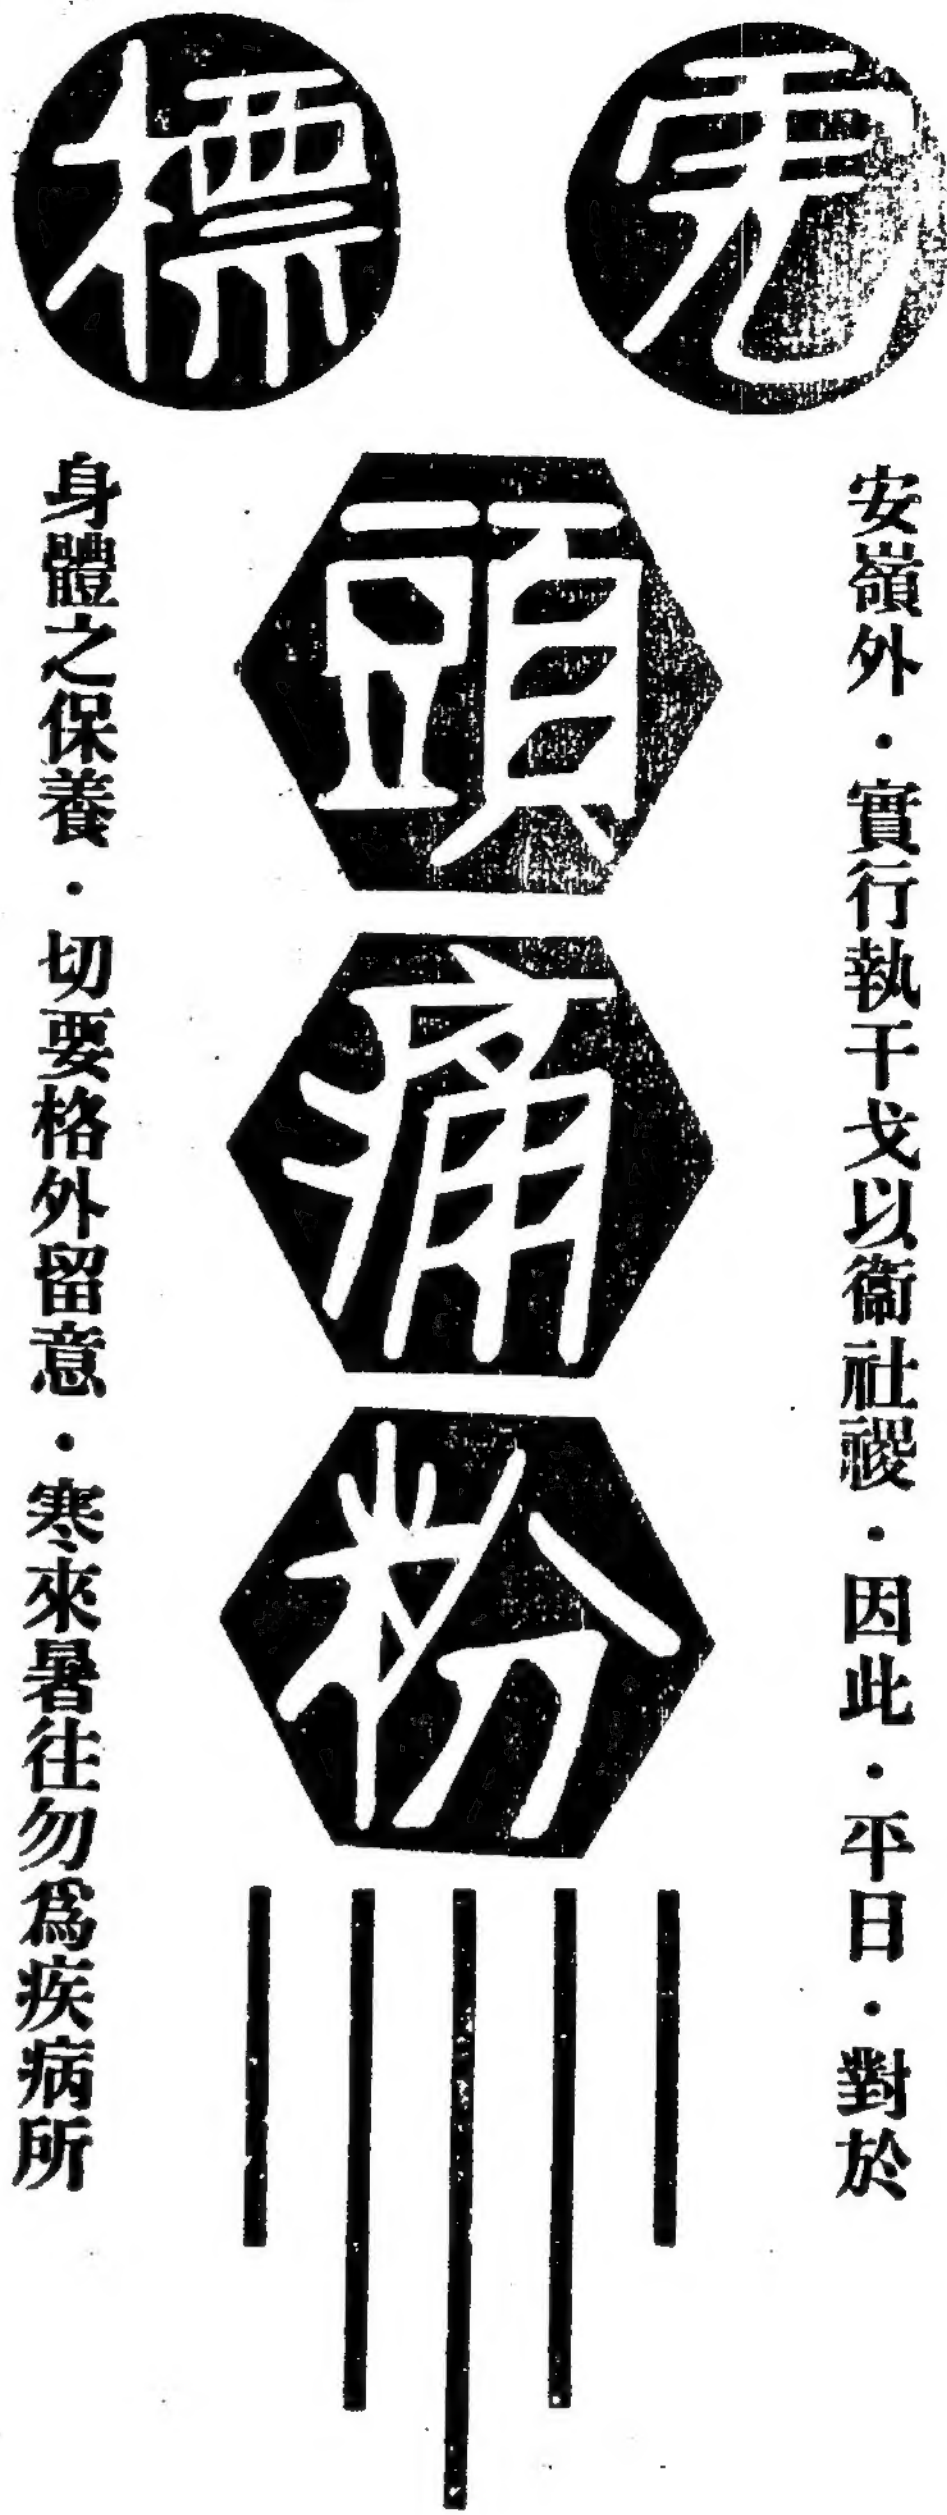 虎標
安嶺外・實行執干戈以衞社稷・因此・平日・對於
頭痛粉
身體之保養・切要格外留意・寒來暑往勿爲疾病所